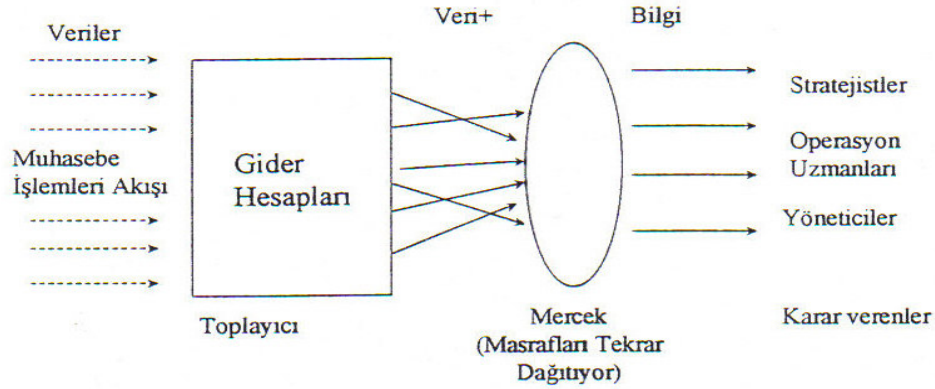 Veri+
Bilgi
Veriler
Stratejistler
Muhasebe
İşlemleri Akışı
Gider
Hesapları
Operasyon
Uzmanları
Yöneticiler
Toplayıcı
Mercek
(Masrafları Tekrar
Dağıtıyor)
Karar verenler